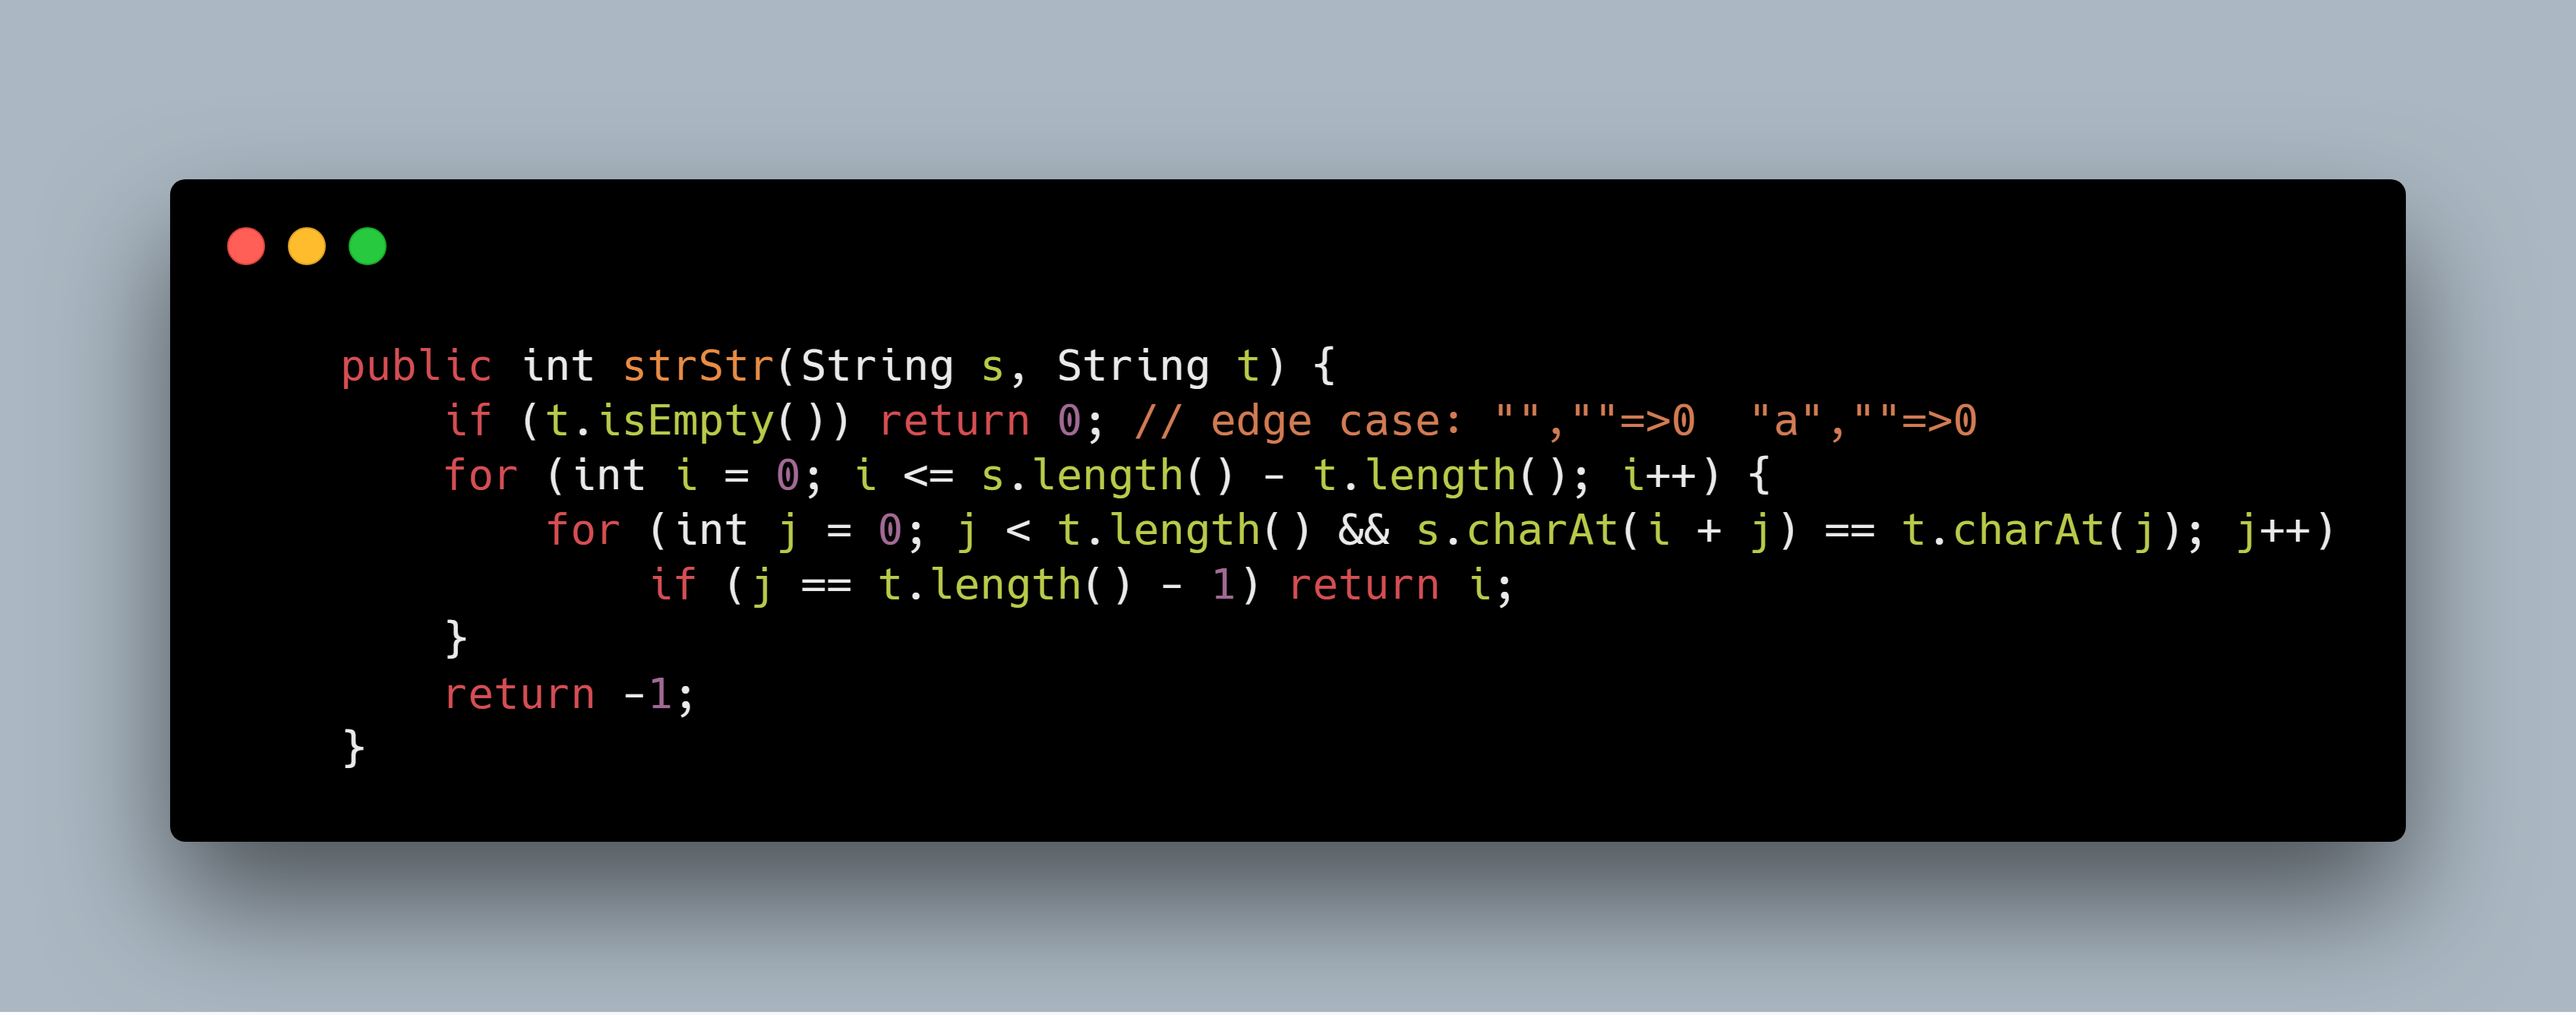 public int strStr(String s, String t) {
    if (t.isEmpty()) return 0; // edge case: "",""=>0  "a",""=>0
    for (int i = 0; i <= s.length() - t.length(); i++) {
        for (int j = 0; j < t.length() && s.charAt(i + j) == t.charAt(j); j++)
            if (j == t.length() - 1) return i;
    }
    return -1;
}